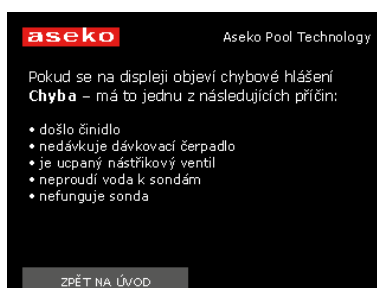 aseko
Aseko Pool Technology
Pokud se na displeji objeví chybové hlášení
Chyba – má to jednu z následujících příčin:
• došlo činidlo
• nedávkuje dávkovací čerpadlo
• je ucpaný nástřikový ventil
• neproudí voda k sondám
• nefunguje sonda
ZPĚT NA ÚVOD